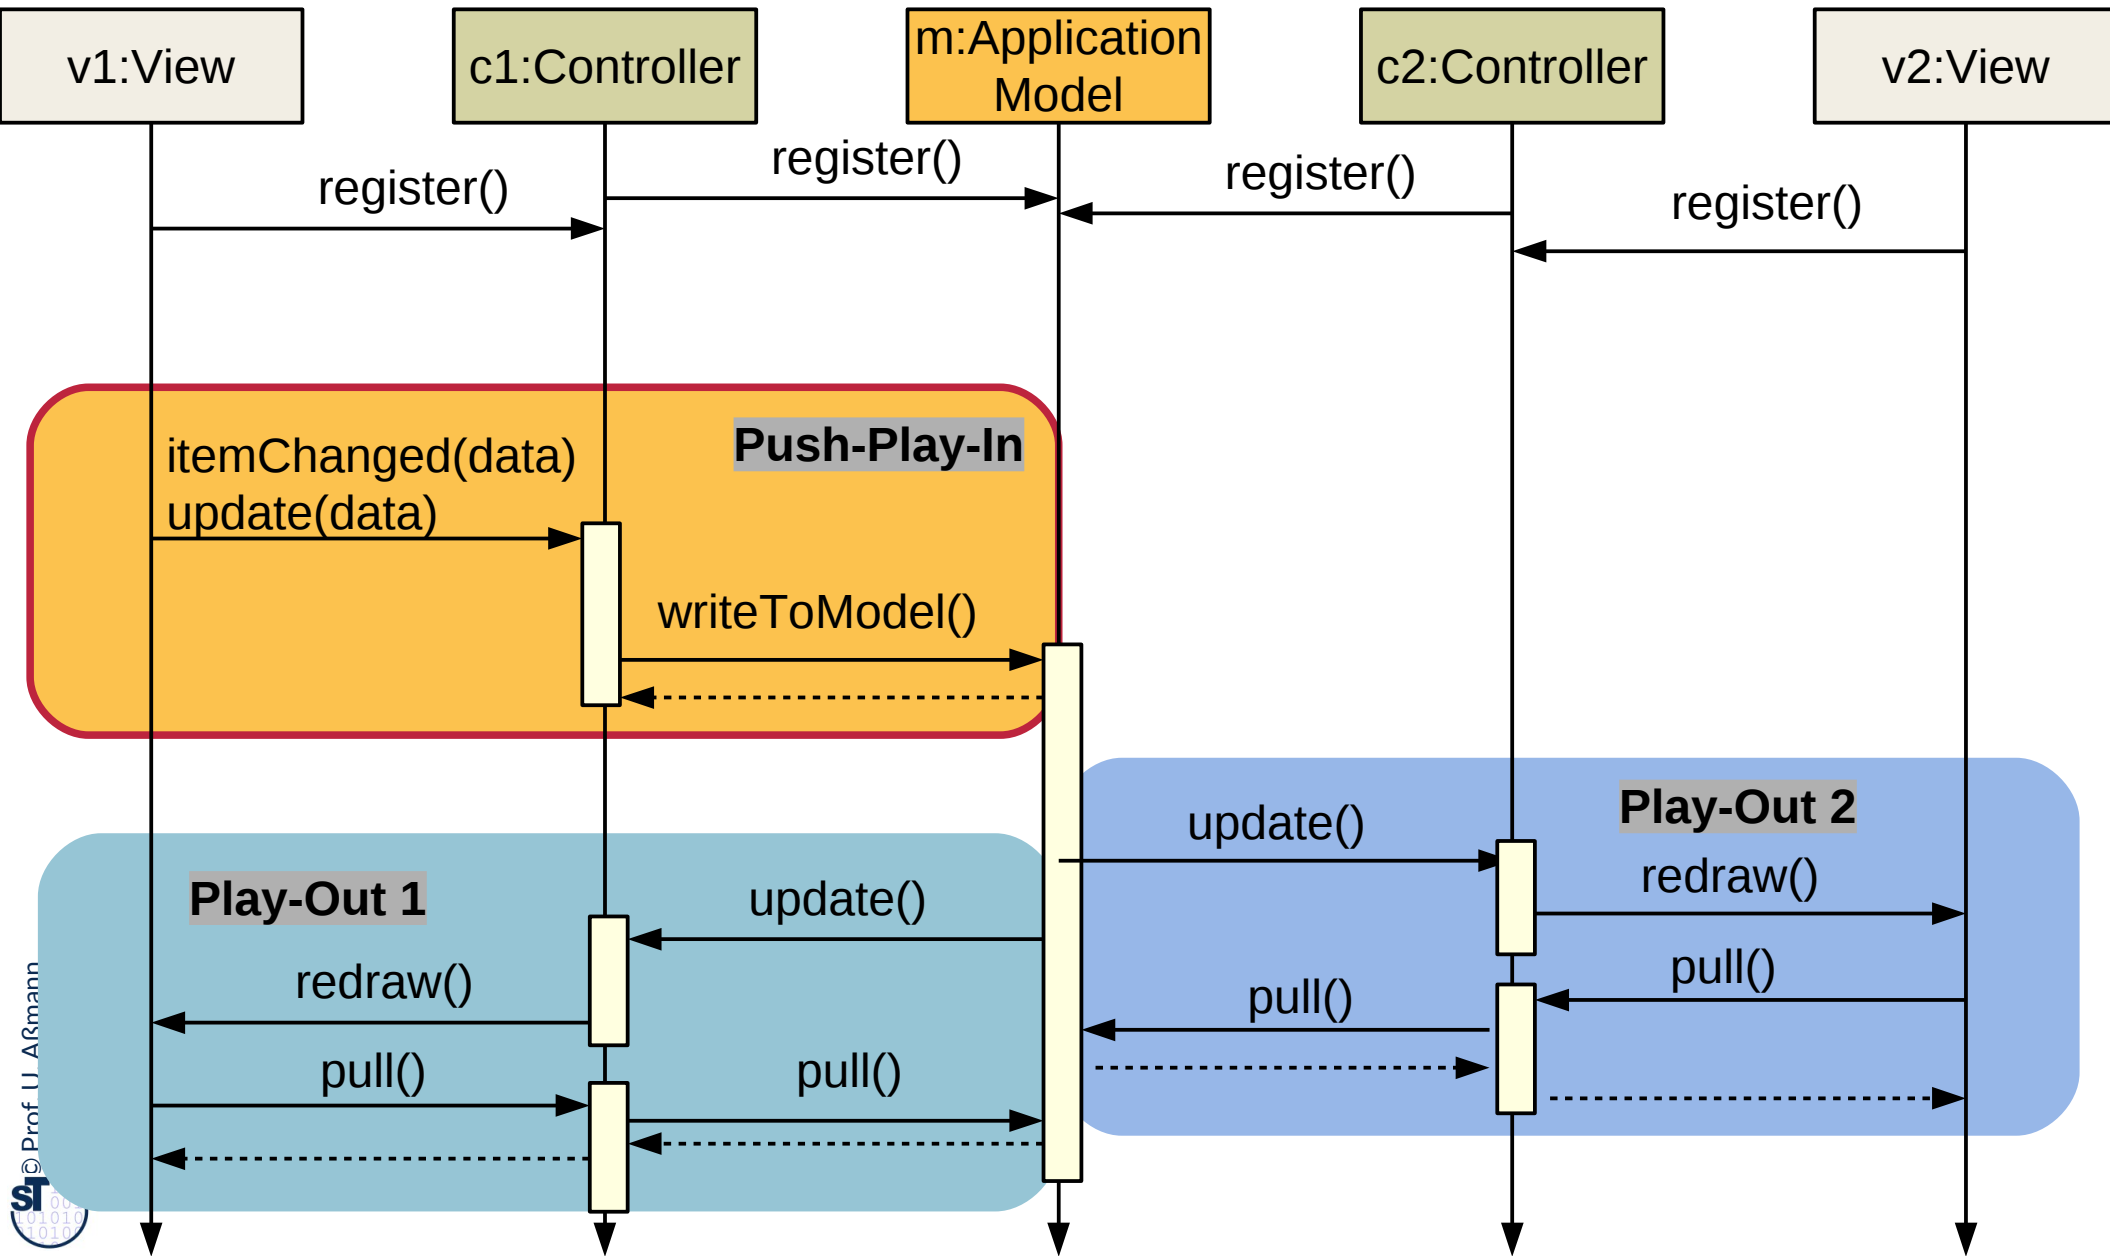 v1:View
c1:Controller
m:Application
Model
c2:Controller
v2:View
register()
register()
register()
register()
itemChanged(data)
update(data)
Push-Play-In
writeToModel()
Play-Out 2
update()
redraw()
Play-Out 1
update()
pull()
redraw()
pull()
pull()
pull()
© Prof. U. Aßmann
ST